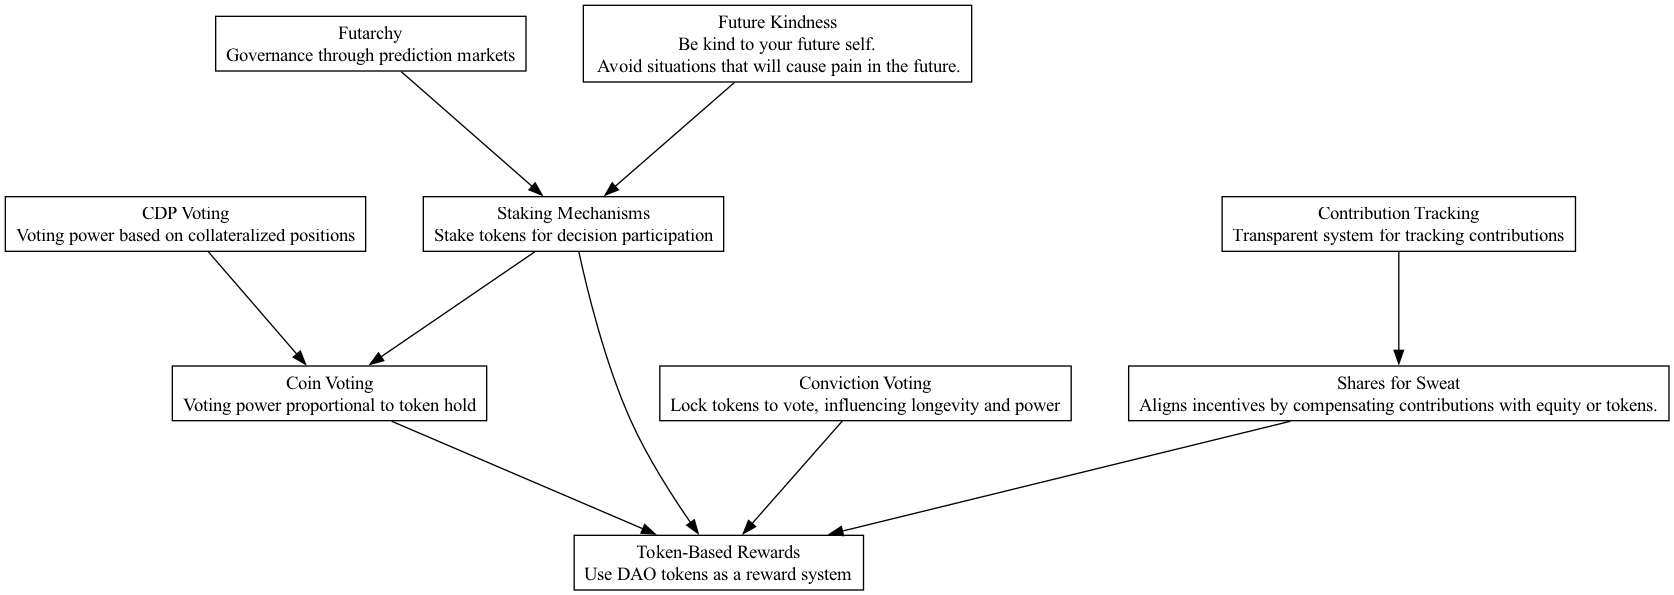 Futarchy
Governance through prediction markets
Future Kindness
Be kind to your future self.
Avoid situations that will cause pain in the future.
CDP Voting
Voting power based on collateralized positions
Staking Mechanisms
Stake tokens for decision participation
Contribution Tracking
Transparent system for tracking contributions
Coin Voting
Voting power proportional to token hold
Conviction Voting
Lock tokens to vote, influencing longevity and power
Shares for Sweat
Aligns incentives by compensating contributions with equity or tokens.
Token-Based Rewards
Use DAO tokens as a reward system